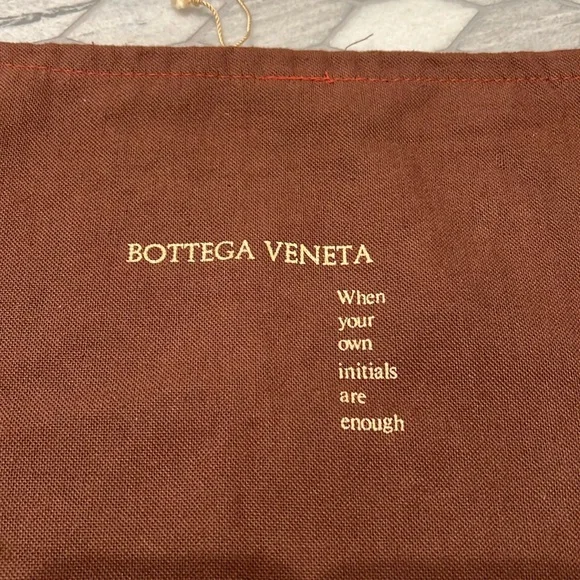 BOTTEGA VENETA
When
your
own
initials
are
enough